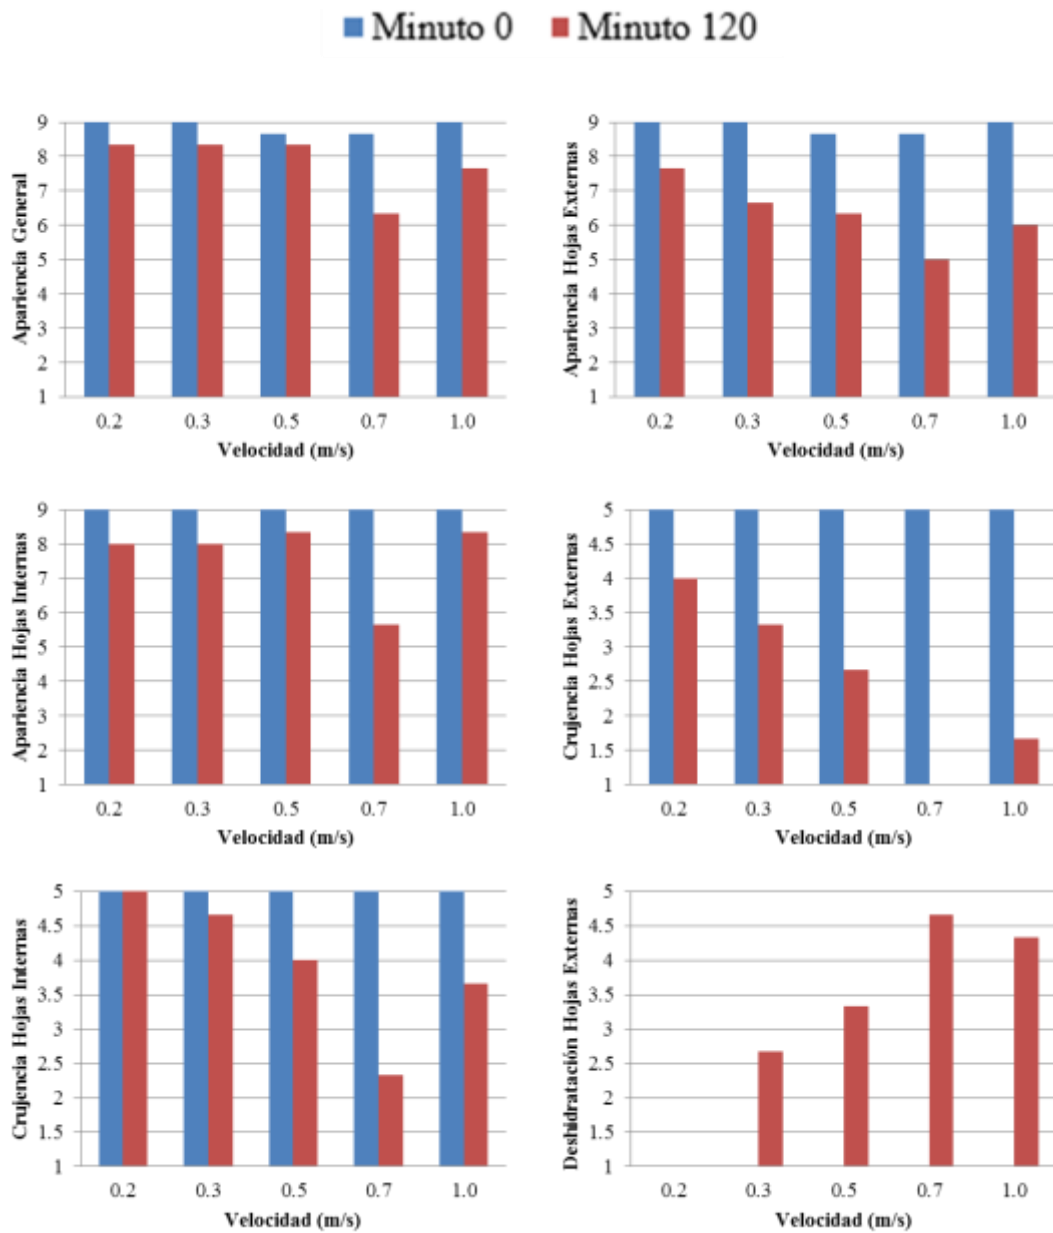 Minuto 0 Minuto 120
Apariencia General
9
8
7
6
5
4
3
2
1
0.2 0.3 0.5 0.7 1.0
Velocidad (m/s)
Apariencia Hojas Externas
9
8
7
6
5
4
3
2
1
0.2 0.3 0.5 0.7 1.0
Velocidad (m/s)
Apariencia Hojas Internas
9
8
7
6
5
4
3
2
1
0.2 0.3 0.5 0.7 1.0
Velocidad (m/s)
Crujencia Hojas Externas
5
4.5
4
3.5
3
2.5
2
1.5
1
0.2 0.3 0.5 0.7 1.0
Velocidad (m/s)
Crujencia Hojas Internas
5
4.5
4
3.5
3
2.5
2
1.5
1
0.2 0.3 0.5 0.7 1.0
Velocidad (m/s)
Deshidratación Hojas Externas
5
4.5
4
3.5
3
2.5
2
1.5
1
0.2 0.3 0.5 0.7 1.0
Velocidad (m/s)